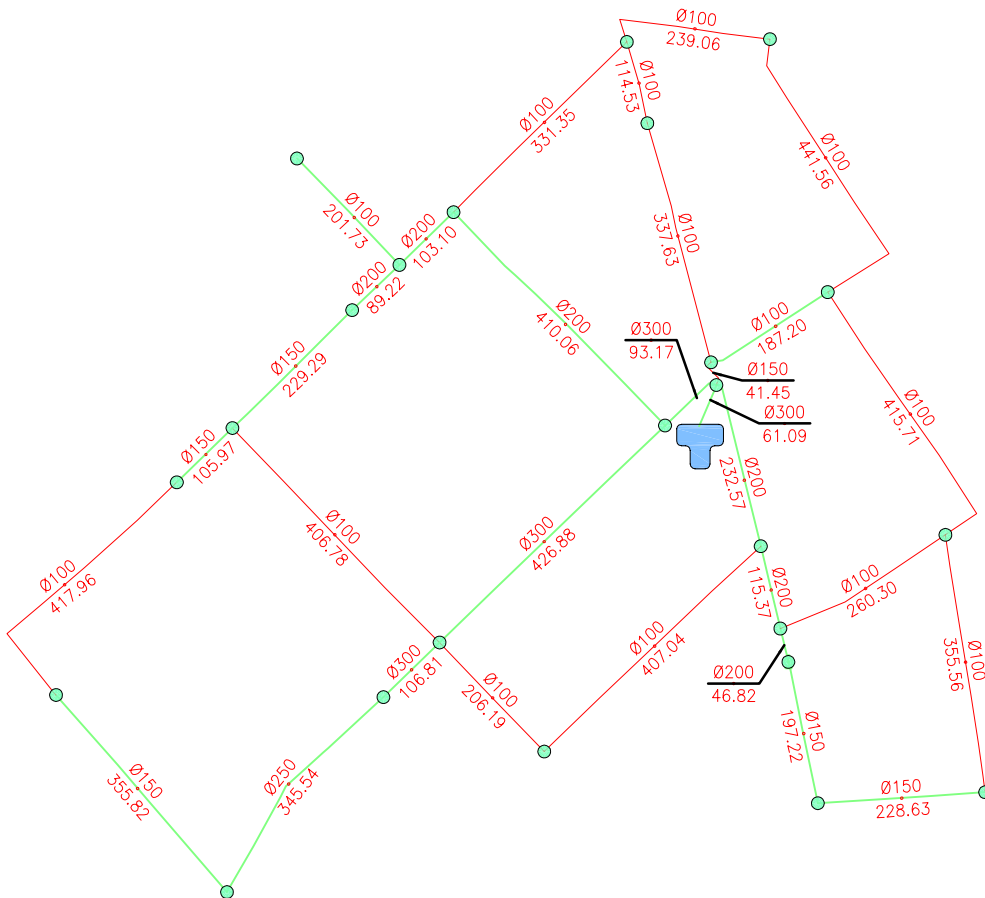 Ø100
239.06
Ø100
114.53
Ø100
331.35
Ø100
441.56
Ø100
201.73
Ø200
103.10
Ø100
337.63
Ø200
89.22
Ø200
410.06
Ø100
187.20
Ø300
93.17
Ø150
41.45
Ø300
61.09
Ø150
229.29
Ø100
415.71
Ø150
105.97
Ø200
232.57
Ø100
406.78
Ø300
426.88
Ø100
417.96
Ø200
115.37
Ø100
260.30
Ø100
407.04
Ø300
106.81
Ø100
206.19
Ø200
46.82
Ø100
355.56
Ø150
197.22
Ø150
355.82
Ø250
345.54
Ø150
228.63